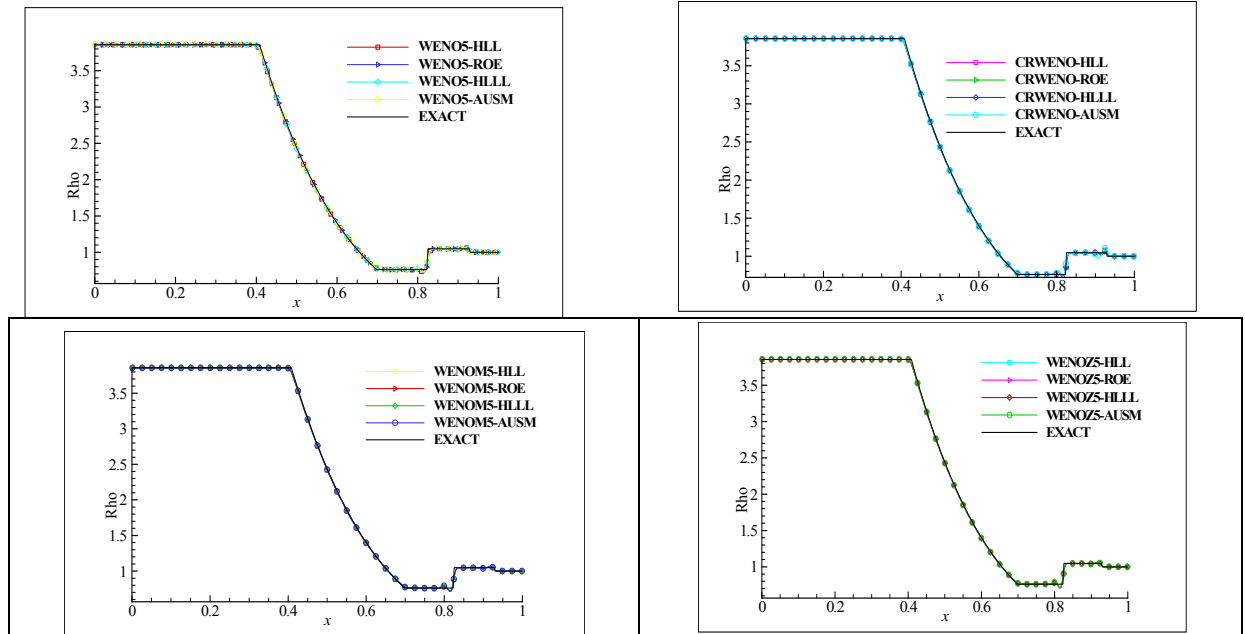 WENO5-HLL
WENO5-ROE
WENO5-HLLL
WENO5-AUSM
EXACT
Rho
3.5
3
2.5
2
1.5
1
0 0.2 0.4 0.6 0.8 1
x
CRWENO-HLL
CRWENO-ROE
CRWENO-HLLL
CRWENO-AUSM
EXACT
Rho
3.5
3
2.5
2
1.5
1
0 0.2 0.4 0.6 0.8 1
x
WENOM5-HLL
WENOM5-ROE
WENOM5-HLLL
WENOM5-AUSM
EXACT
Rho
3.5
3
2.5
2
1.5
1
0 0.2 0.4 0.6 0.8 1
x
WENOZ5-HLL
WENOZ5-ROE
WENOZ5-HLLL
WENOZ5-AUSM
EXACT
Rho
3.5
3
2.5
2
1.5
1
0 0.2 0.4 0.6 0.8 1
x